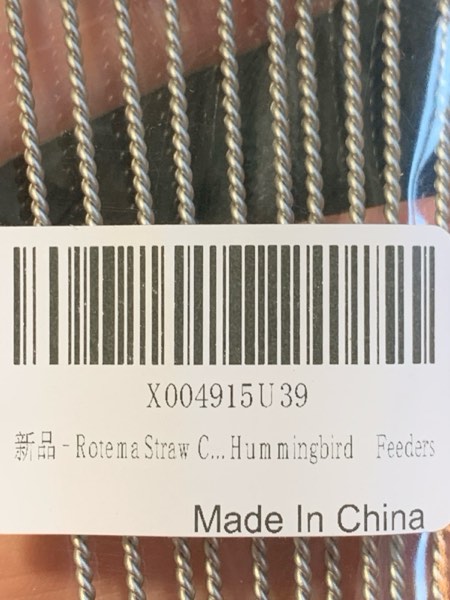 X004915U39
新品 - Rotema Straw C... Hummingbird Feeders
Made In China